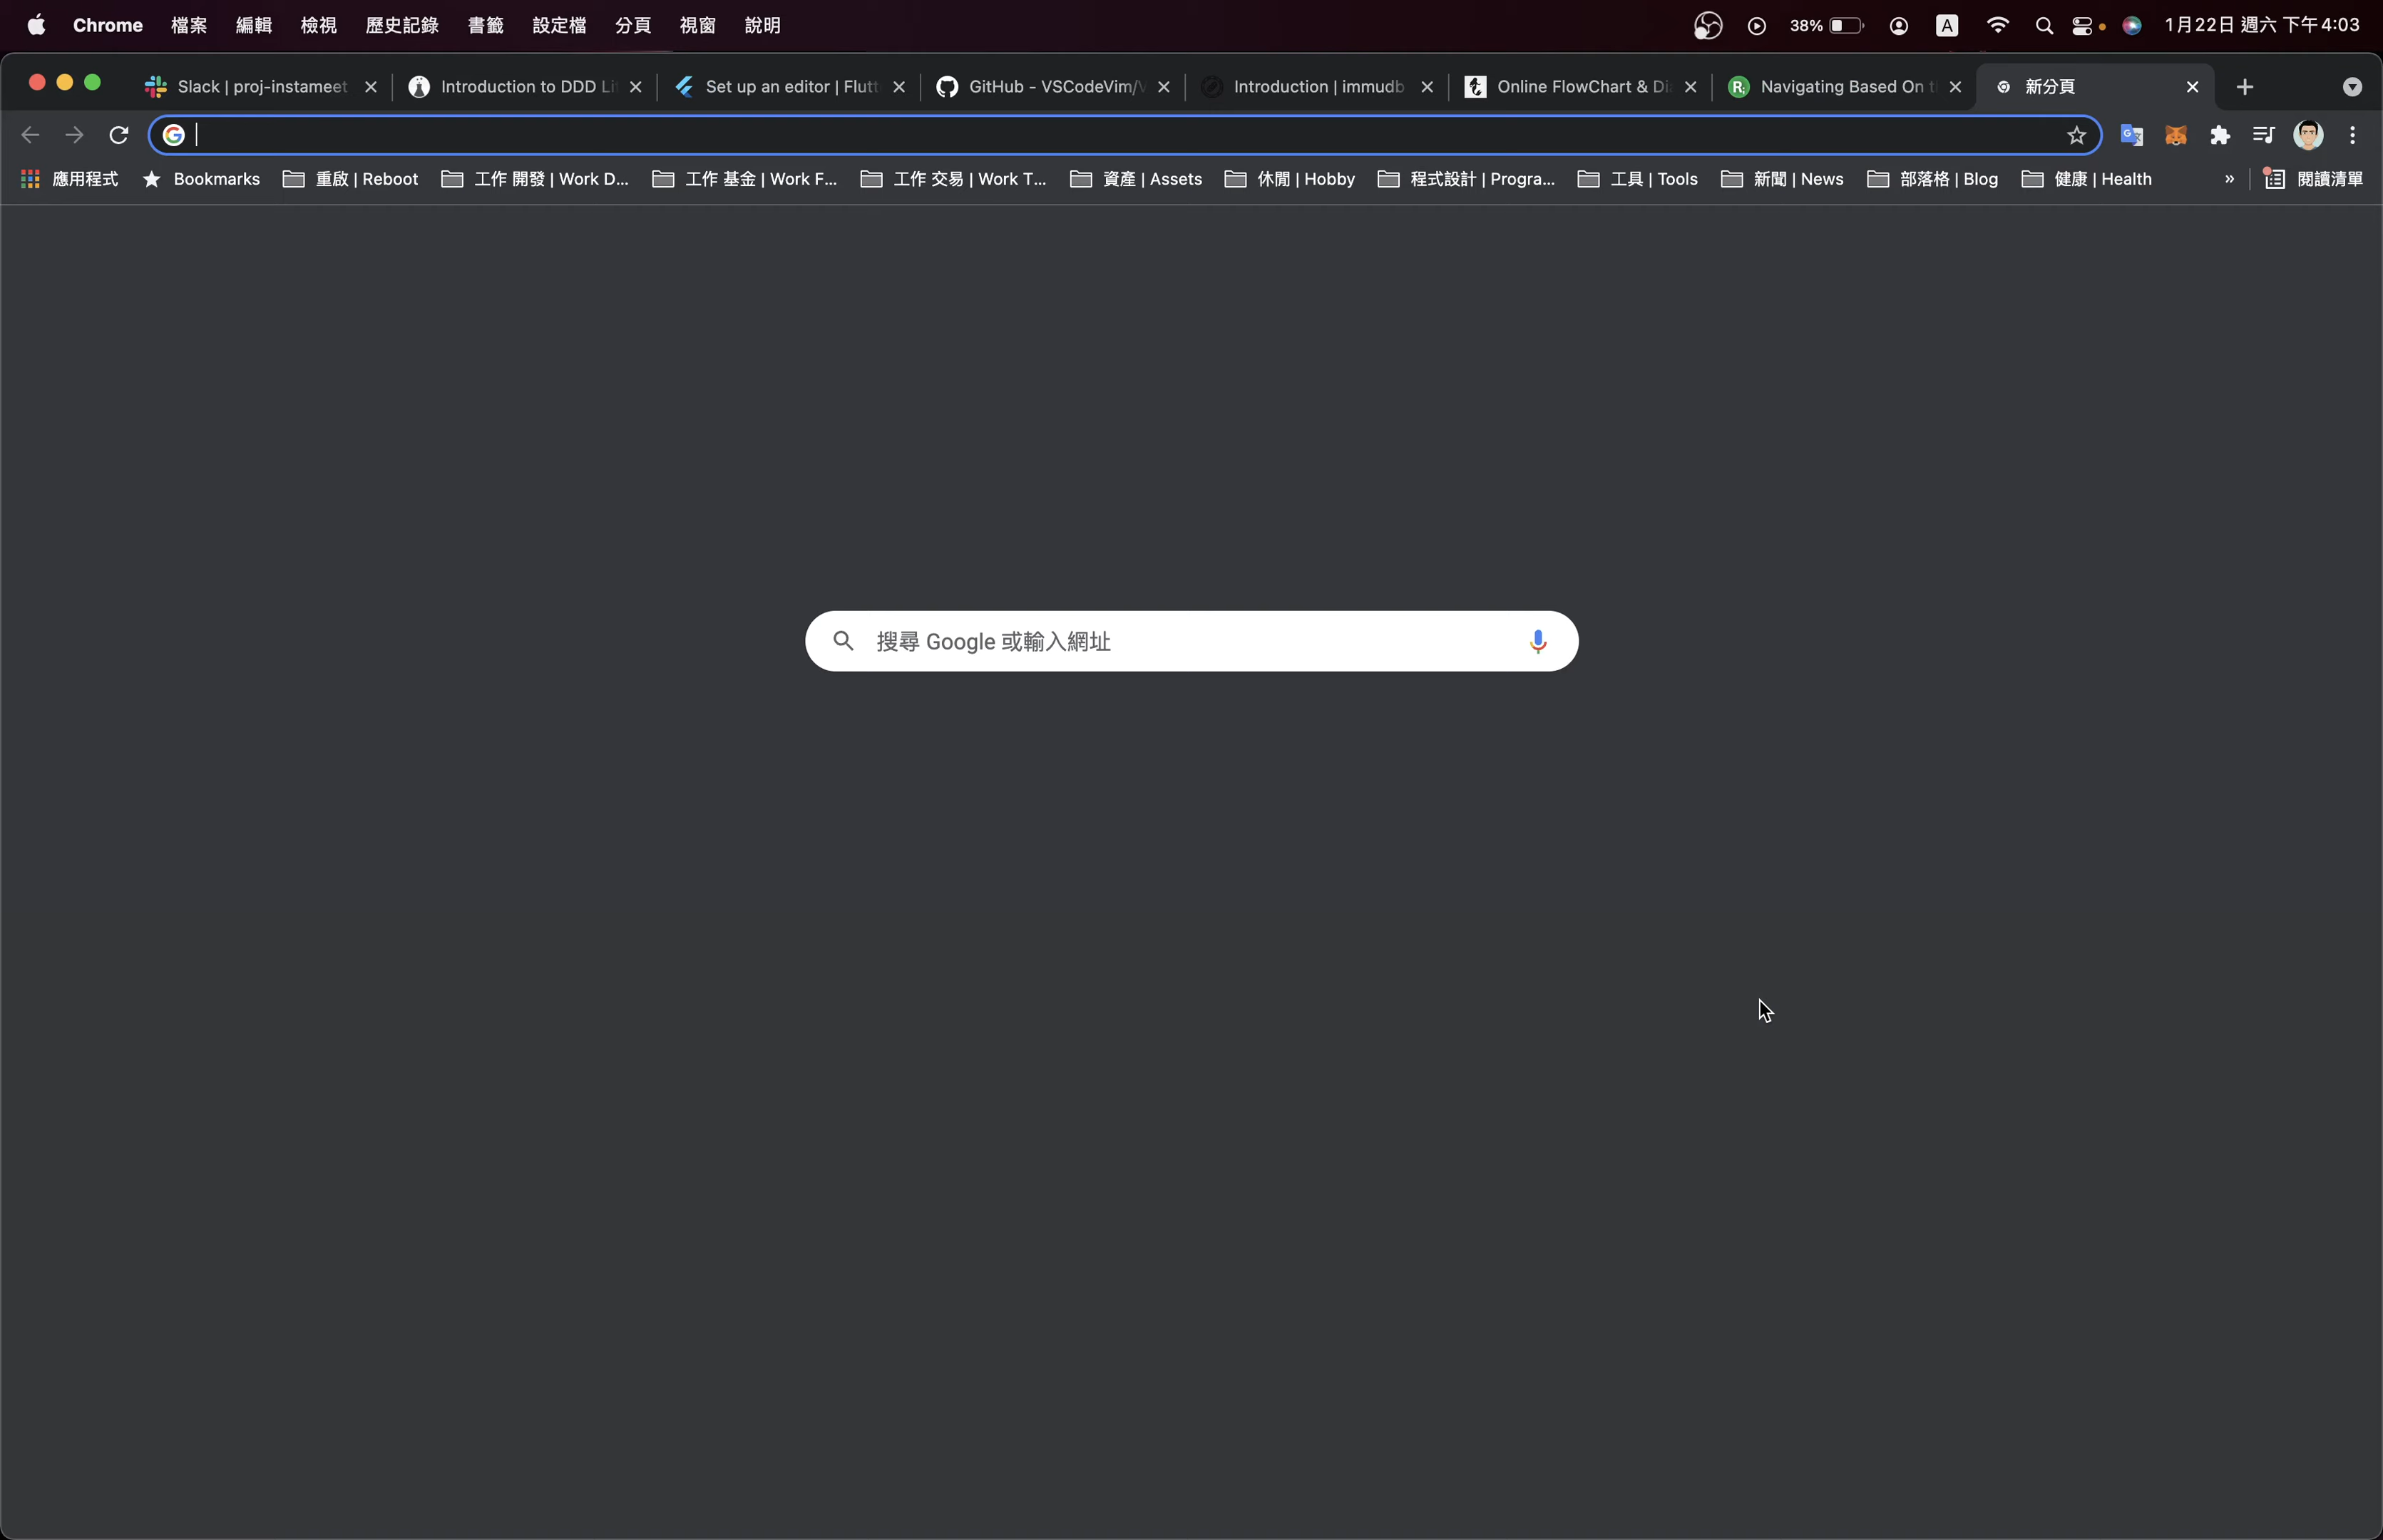 Chrome 檔案 編輯 檢視 歷史記錄 書籤 設定檔 分頁 視窗 說明 38% A 1月22日 週六 下午4:03
Slack | proj-instameet Introduction to DDD Li Set up an editor | Flutt GitHub - VSCodeVim/V Introduction | immudb Online FlowChart & Di R; Navigating Based On t 新分頁
應用程式 Bookmarks 重啟 | Reboot 工作 開發 | Work D... 工作 基金 | Work F... 工作 交易 | Work T... 資產 | Assets 休閒 | Hobby 程式設計 | Progra... 工具 | Tools 新聞 | News 部落格 | Blog 健康 | Health » 閱讀清單
搜尋 Google 或輸入網址